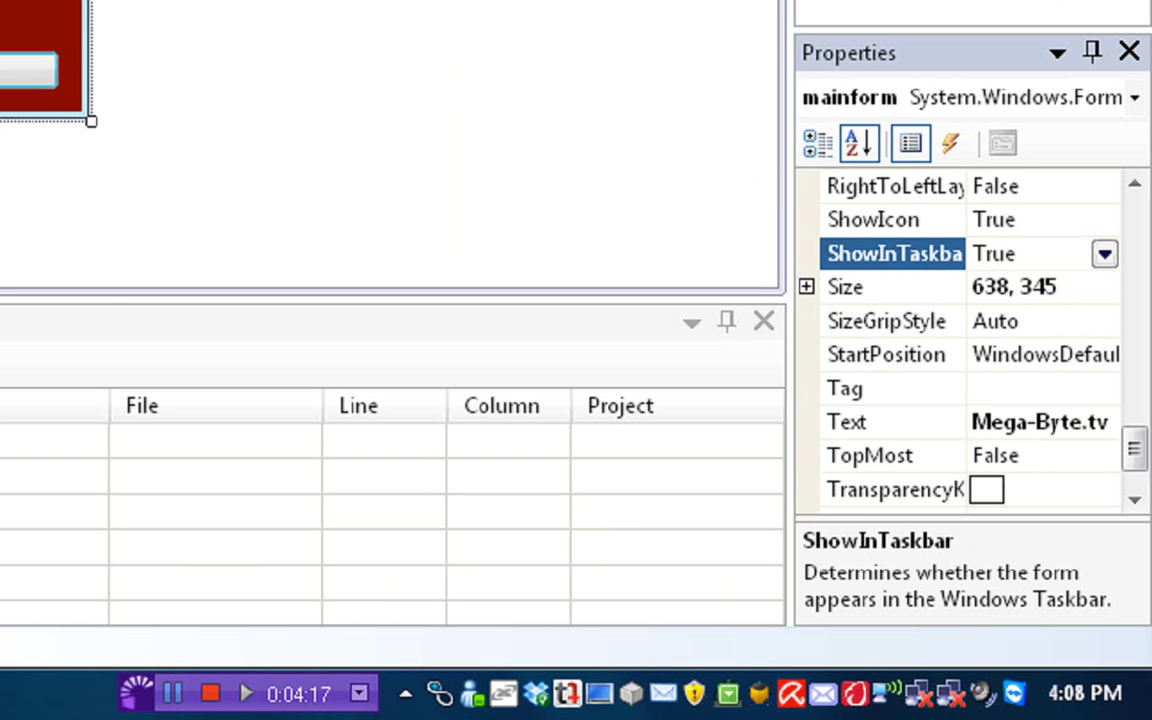 Properties
mainform System.Windows.Form
RightToLeftLay False
ShowIcon True
ShowInTaskba True
Size 638, 345
SizeGripStyle Auto
StartPosition WindowsDefaul
Tag
Text Mega-Byte.tv
TopMost False
TransparencyK
File Line Column Project
ShowInTaskbar
Determines whether the form
appears in the Windows Taskbar.
0:04:17
4:08 PM